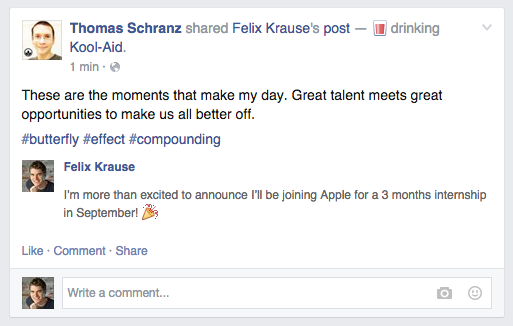 Thomas Schranz shared Felix Krause's post — drinking
Kool-Aid.
1 min ·
These are the moments that make my day. Great talent meets great
opportunities to make us all better off.
#butterfly #effect #compounding
Felix Krause
I'm more than excited to announce I'll be joining Apple for a 3 months internship
in September!
Like · Comment · Share
Write a comment...